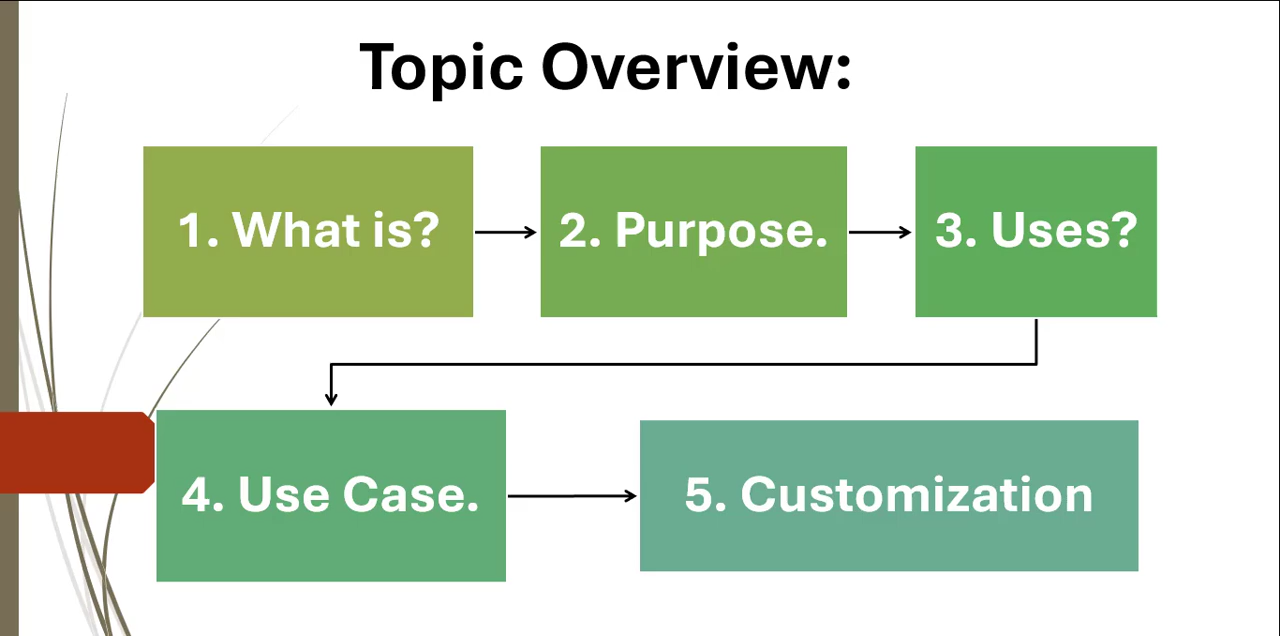 Topic Overview:
1. What is?
2. Purpose.
3. Uses?
4. Use Case.
5. Customization